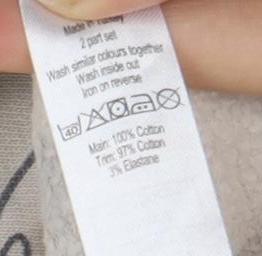 Made in Turkey
2 part set
Wash similar colours together
Wash inside out
Iron on reverse
40
Main: 100% Cotton
Trim: 97% Cotton
3% Elastane